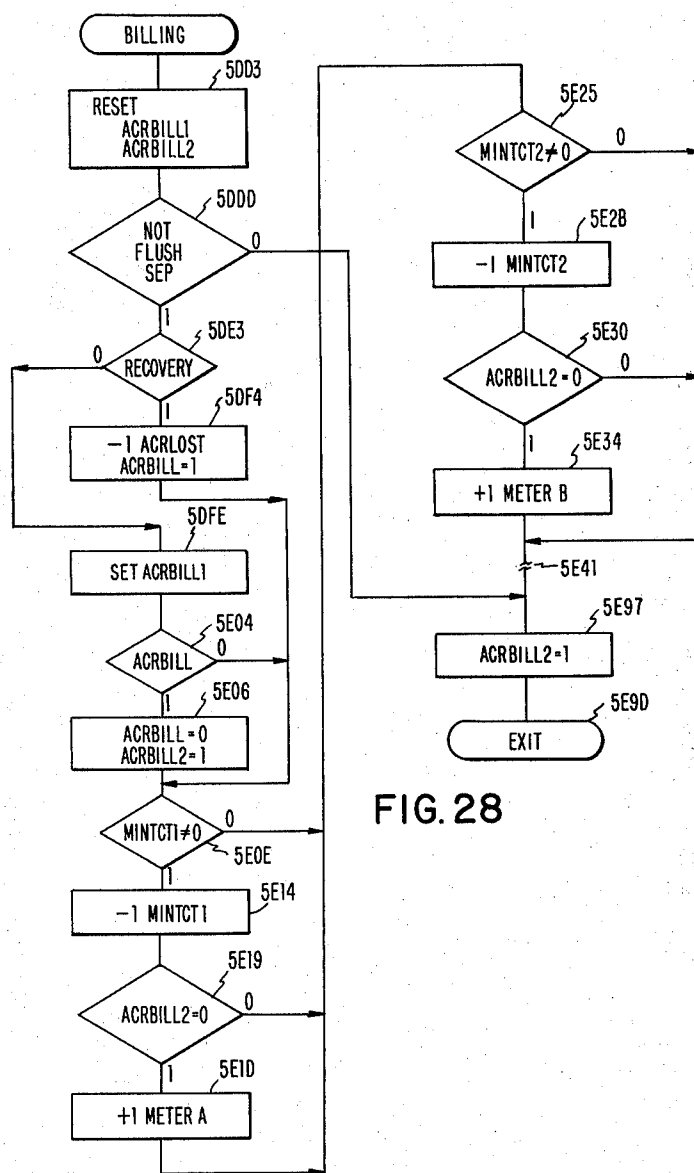 BILLING
5DD3
RESET
ACRBILL1
ACRBILL2
5DDD
NOT
FLUSH
SEP
0
1
5DE3
0
RECOVERY
1
5DF4
-1 ACRLOST
ACRBILL=1
5DFE
SET ACRBILL1
5E04
ACRBILL
0
1
5E06
ACRBILL=0
ACRBILL2=1
MINTCT1≠0
0
5E0E
1
5E14
-1 MINTCT1
5E19
ACRBILL2=0
0
1
5E1D
+1 METER A
5E25
MINTCT2≠0
0
1
5E2B
-1 MINTCT2
5E30
ACRBILL2=0
0
1
5E34
+1 METER B
5E41
5E97
ACRBILL2=1
5E9D
EXIT
FIG. 28